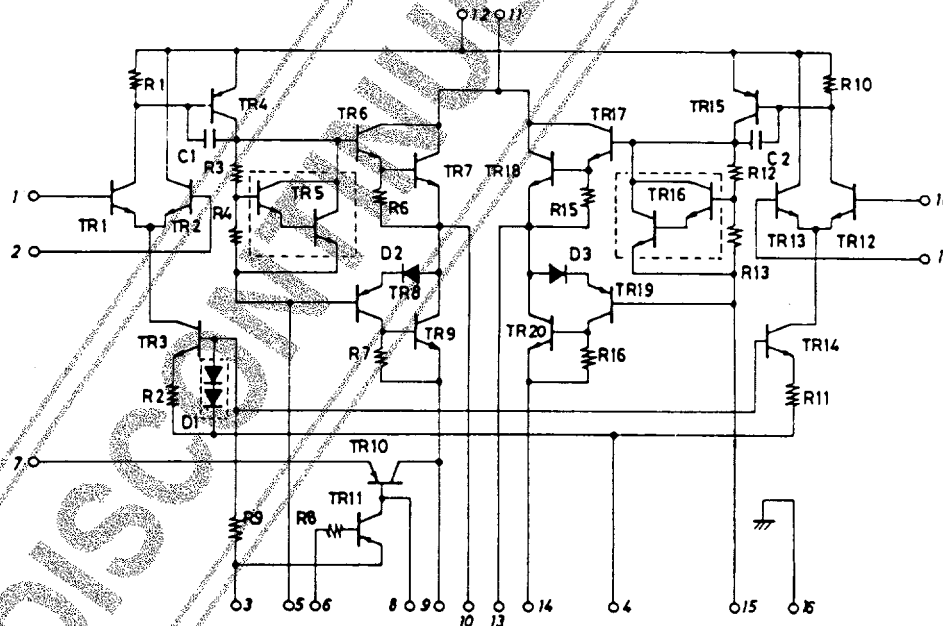 12 11
R1
R10
TR4
TR6
TR17
TR15
C1
R3
C2
R12
TR5
TR7
TR18
TR16
1
R4
R6
R15
TR1
TR2
TR13
TR12
2
D2
D3
R13
1
TR8
TR19
TR3
TR9
TR20
TR14
R7
R16
R2
D1
R11
7
TR10
TR11
R9
R8
3
5
6
8
9
10
13
14
4
15
16
DISCONTINUED